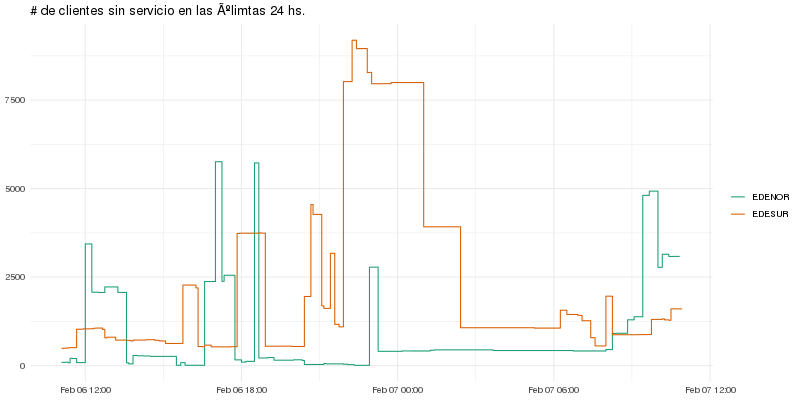 # de clientes sin servicio en las Ãºlimtas 24 hs.
7500
5000
2500
0
Feb 06 12:00
Feb 06 18:00
Feb 07 00:00
Feb 07 06:00
Feb 07 12:00
EDENOR
EDESUR